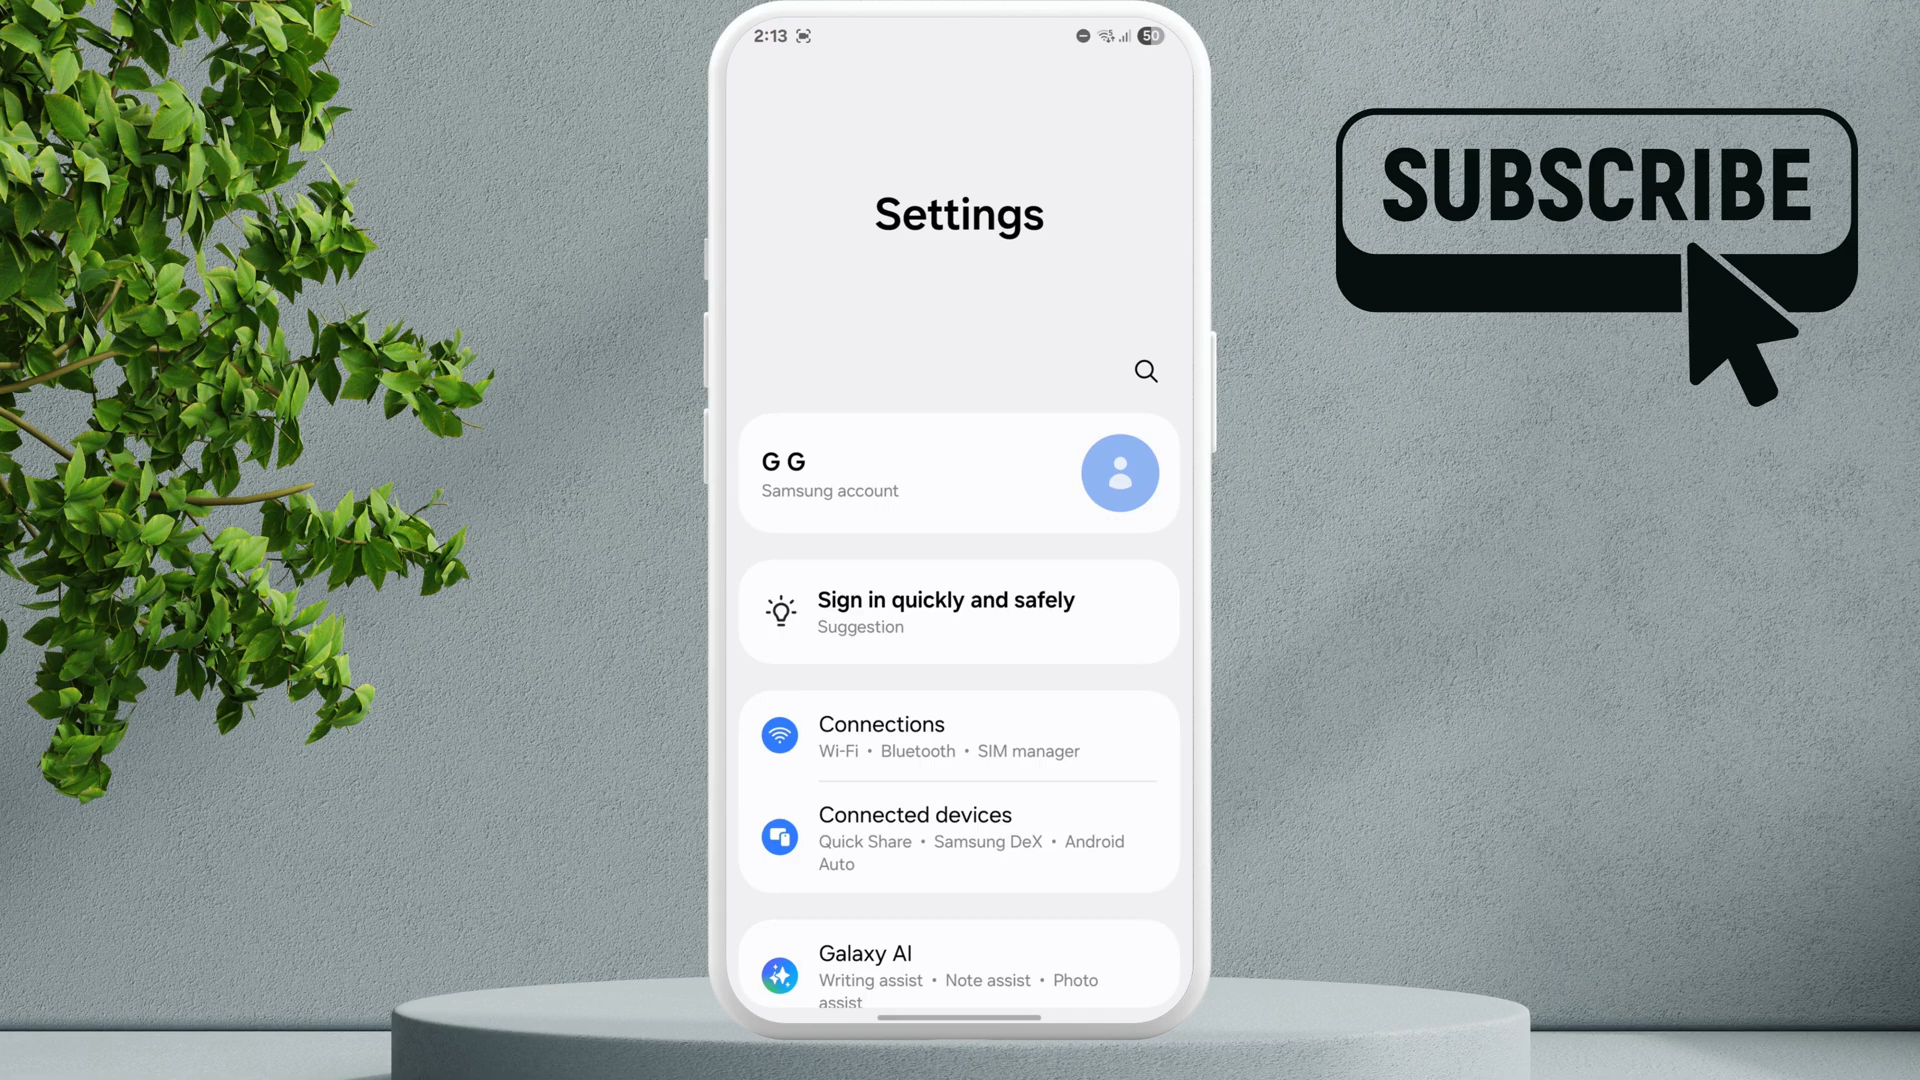 2:13
50
SUBSCRIBE
Settings
G G
Samsung account
Sign in quickly and safely
Suggestion
Connections
Wi-Fi • Bluetooth • SIM manager
Connected devices
Quick Share • Samsung DeX • Android
Auto
Galaxy AI
Writing assist • Note assist • Photo
assist